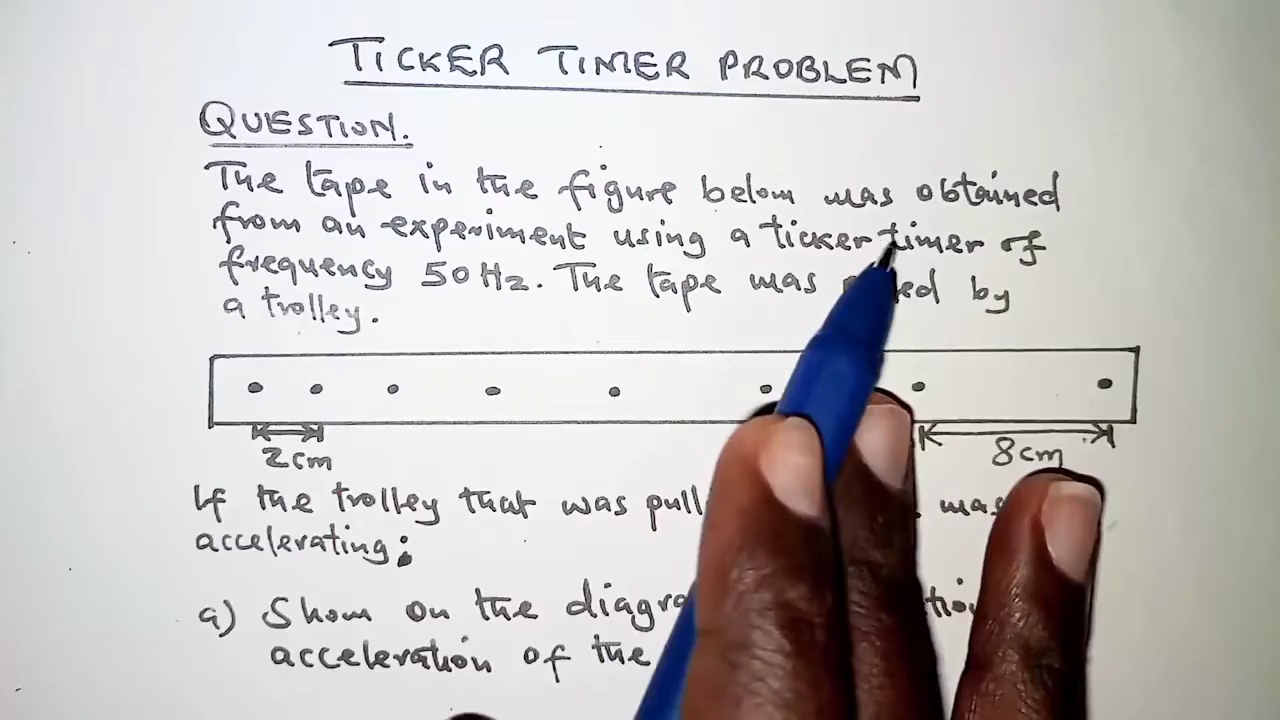 TICKER TIMER PROBLEM
QUESTION.
The tape in the figure below was obtained
from an experiment using a ticker timer of
frequency 50Hz. The tape was by
a trolley.
2cm
8cm
If the trolley that was was
accelerating;
a) Show on the
acceleration of the